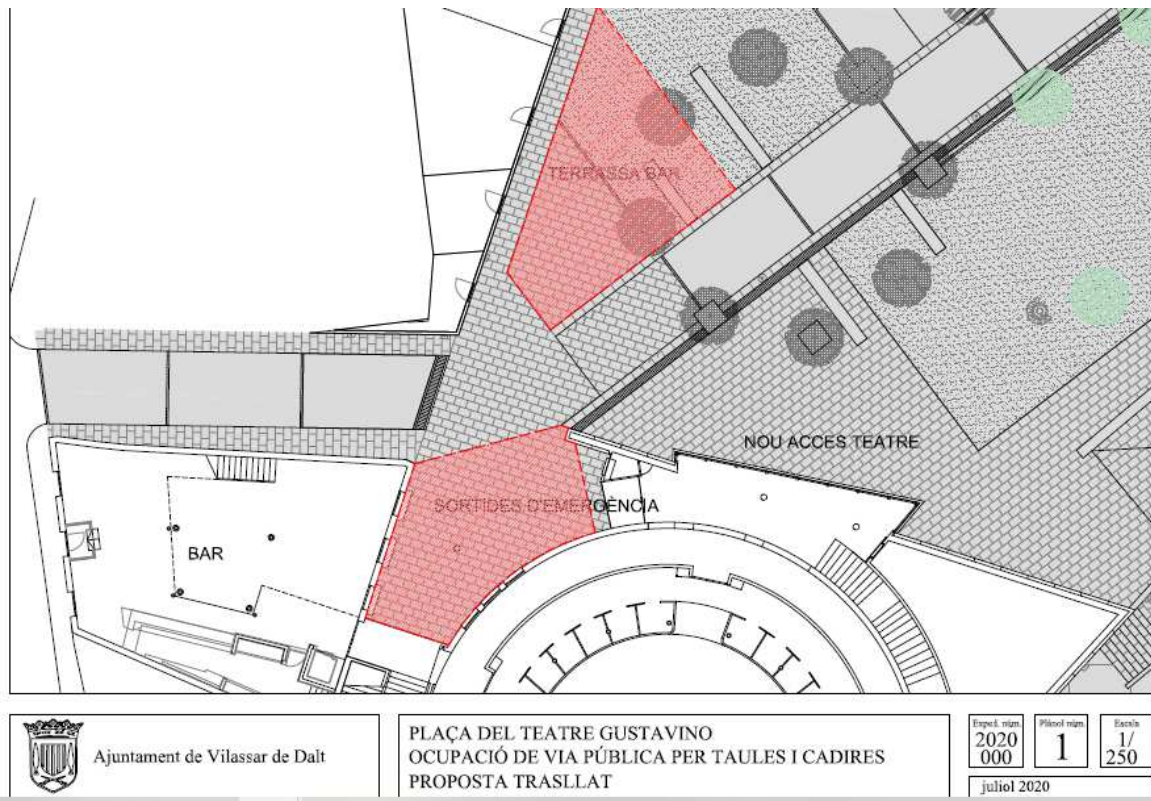 TERRASSA BAR
NOU ACCES TEATRE
SORTIDES D'EMERGÈNCIA
BAR
Ajuntament de Vilassar de Dalt
PLAÇA DEL TEATRE GUSTAVINO
OCUPACIÓ DE VIA PÚBLICA PER TAULES I CADIRES
PROPOSTA TRASLLAT
Exped. núm.
2020
000
Plànol núm.
1
Escala
1/
250
juliol 2020